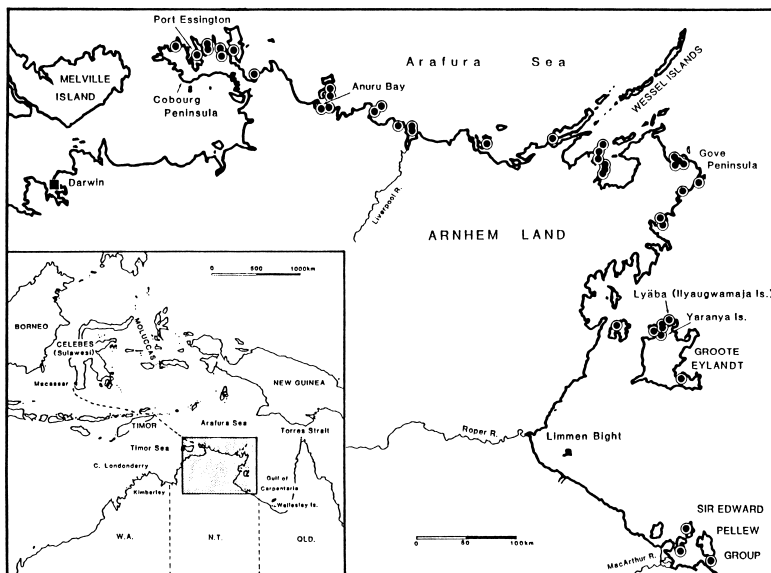 Port Essington
MELVILLE
ISLAND
Cobourg
Peninsula
Arafura Sea
Anuru Bay
WESSEL ISLANDS
Darwin
Gove
Peninsula
Liverpool R.
ARNHEM LAND
Lyäba (Ilyaugwamaja Is.)
Yaranya Is.
GROOTE
EYLANDT
Roper R.
Limmen Bight
SIR EDWARD
PELLEW
GROUP
MacArthur R.
0 50 100km
0 500 1000km
BORNEO
CELEBES
(Sulawesi)
MOLUCCAS
Macassar
NEW GUINEA
TIMOR
Arafura Sea
Torres Strait
Timor Sea
C. Londonderry
Kimberley
Gulf of
Carpentaria
Wellesley Is.
W.A.
N.T.
QLD.